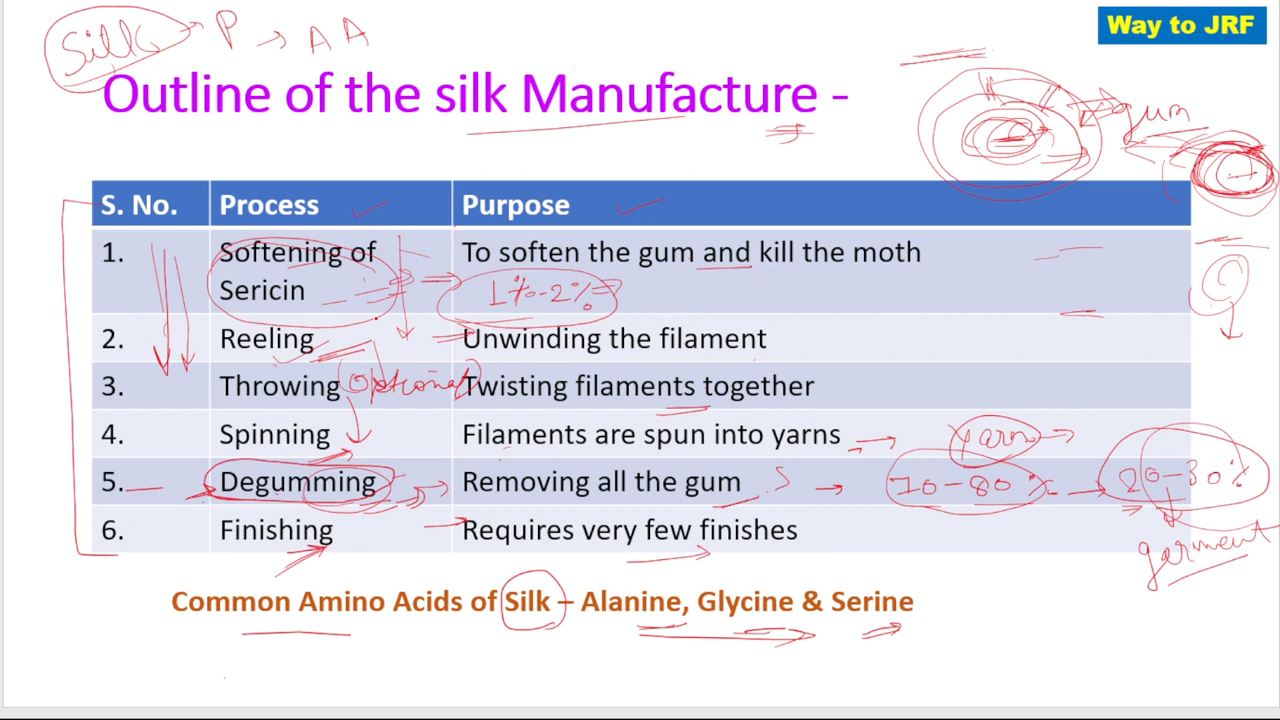 Silk → P → A A
Way to JRF
Outline of the silk Manufacture -
gum
S. No. Process Purpose
1. Softening of Sericin To soften the gum and kill the moth
1%-2%
2. Reeling Unwinding the filament
3. Throwing (optional) Twisting filaments together
4. Spinning Filaments are spun into yarns → yarn
5. Degumming Removing all the gum → 70-80% → 20-30%
6. Finishing Requires very few finishes
garment
Common Amino Acids of Silk – Alanine, Glycine & Serine